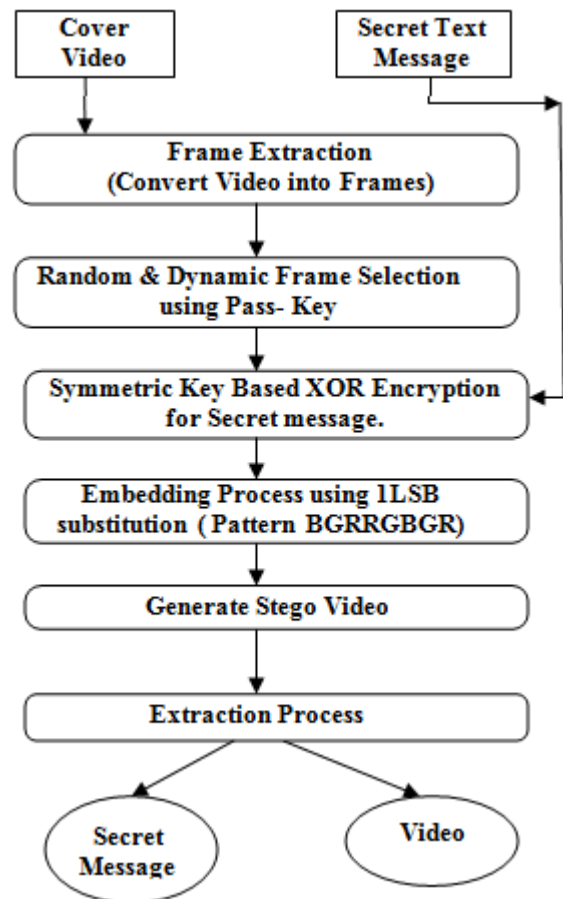 Cover
Video
Secret Text
Message
Frame Extraction
(Convert Video into Frames)
Random & Dynamic Frame Selection
using Pass- Key
Symmetric Key Based XOR Encryption
for Secret message.
Embedding Process using 1LSB
substitution ( Pattern BGRRGBGR)
Generate Stego Video
Extraction Process
Secret
Message
Video